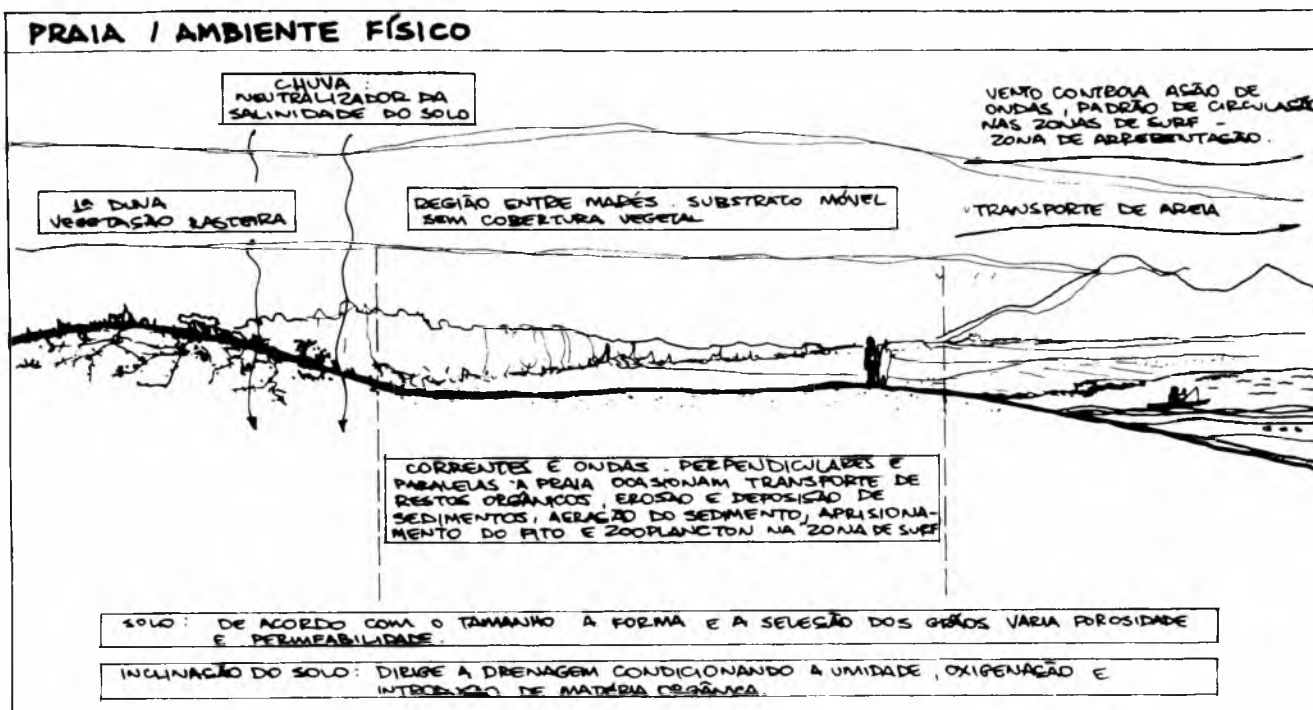 PRAIA / AMBIENTE FÍSICO
CHUVA :
NEUTRALIZADOR DA
SALINIDADE DO SOLO
VENTO CONTROLA AÇÃO DE
ONDAS, PADRÃO DE CIRCULAÇÃO
NAS ZONAS DE SURF -
ZONA DE ARREBENTAÇÃO.
1ª DUNA
VEGETAÇÃO RASTEIRA
REGIÃO ENTRE MARÉS. SUBSTRATO MÓVEL
SEM COBERTURA VEGETAL
TRANSPORTE DE AREIA
CORRENTES E ONDAS. PERPENDICULARES E
PARALELAS À PRAIA OCASIONAM TRANSPORTE DE
RESTOS ORGÂNICOS, EROSÃO E DEPOSIÇÃO DE
SEDIMENTOS, AERAÇÃO DO SEDIMENTO, APRISIONA-
MENTO DO FITO E ZOOPLANCTON NA ZONA DE SURF
SOLO: DE ACORDO COM O TAMANHO A FORMA E A SELEÇÃO DOS GRÃOS VARIA POROSIDADE
E PERMEABILIDADE.
INCLINAÇÃO DO SOLO: DIRIGE A DRENAGEM CONDICIONANDO A UMIDADE, OXIGENAÇÃO E
INTRODUÇÃO DE MATÉRIA ORGÂNICA.